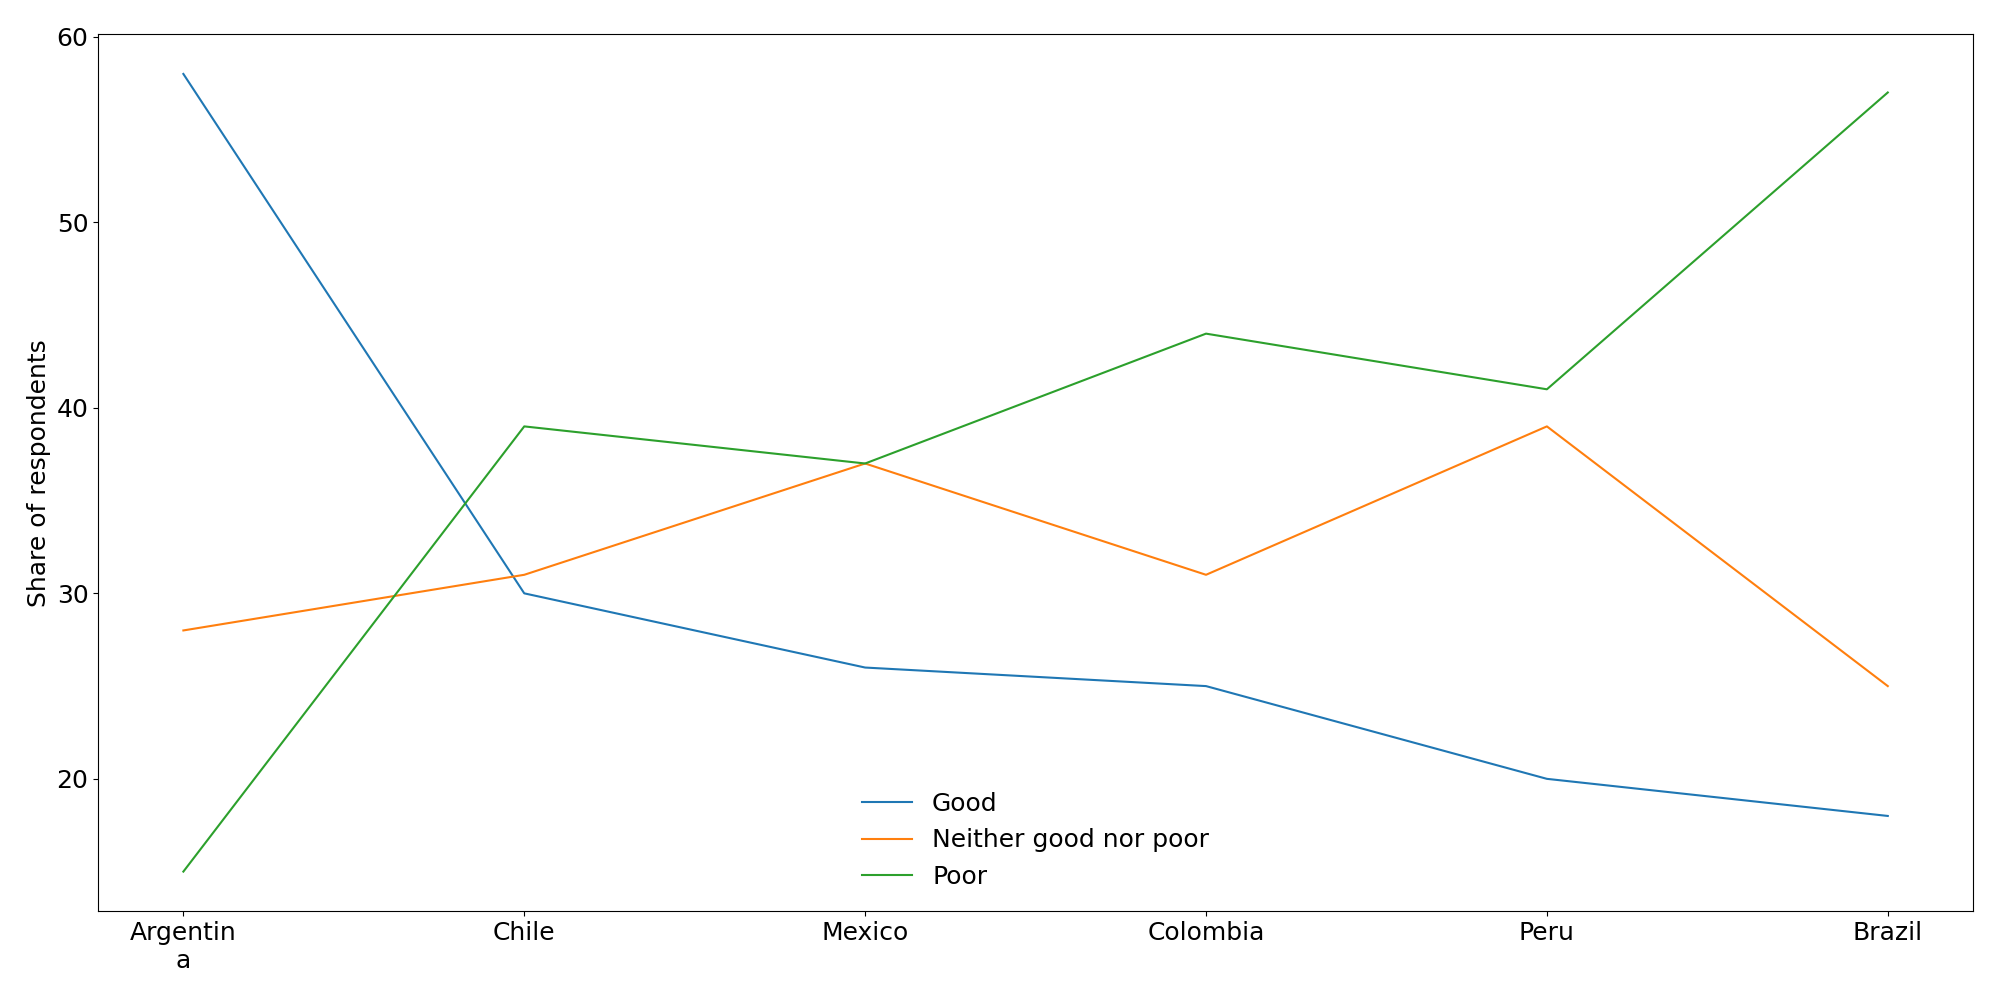 60
50
40
30
20
Share of respondents
Good
Neither good nor poor
Poor
Argentin
a
Chile
Mexico
Colombia
Peru
Brazil